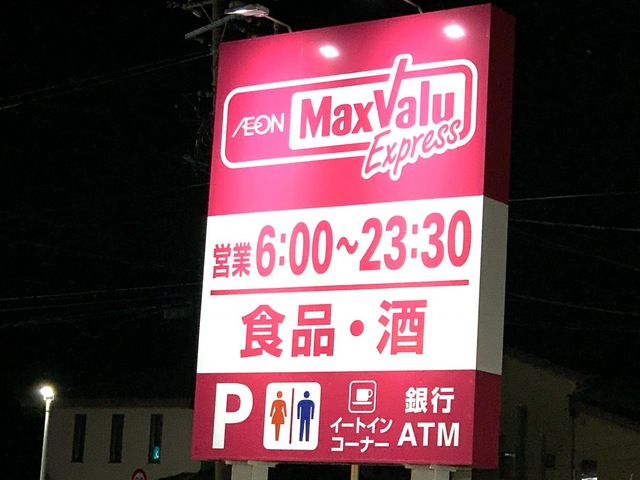 ÆON MaxValu
Express
営業 6:00~23:30
食品・酒
P イートイン コーナー 銀行 ATM